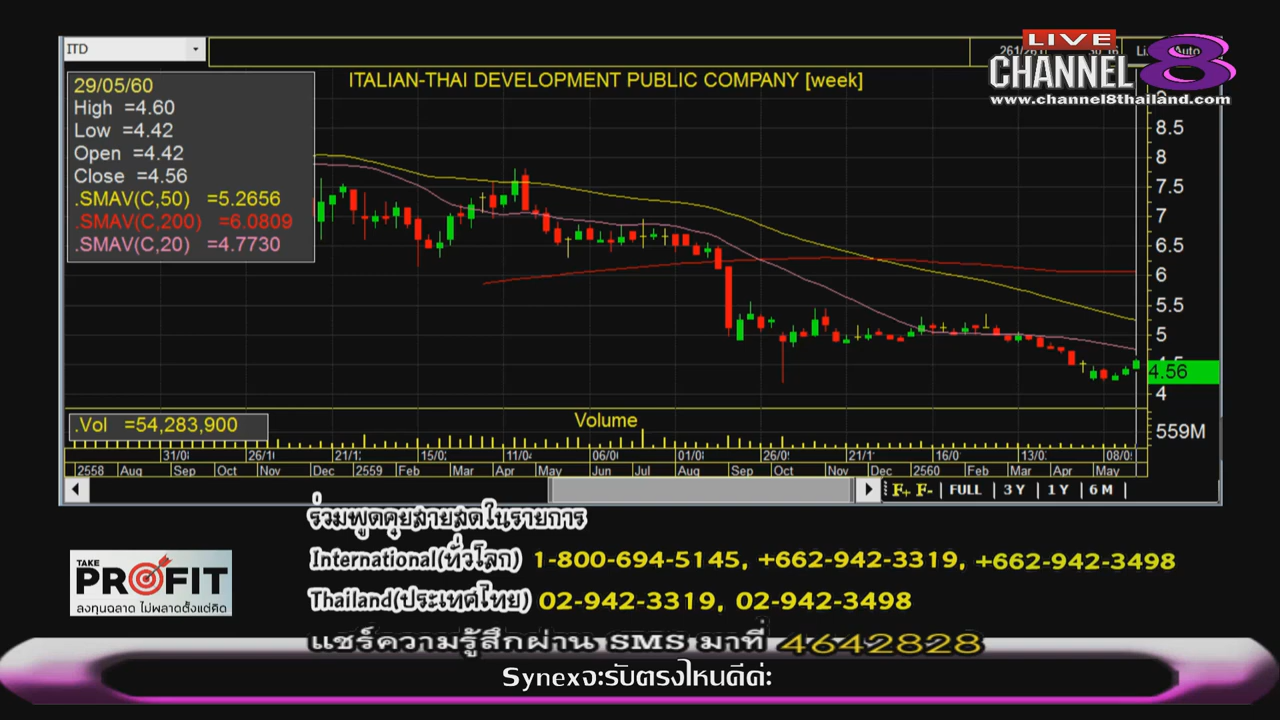 ITD
LIVE
CHANNEL 8
www.channel8thailand.com
ITALIAN-THAI DEVELOPMENT PUBLIC COMPANY [week]
29/05/60
High =4.60
Low =4.42
Open =4.42
Close =4.56
.SMAV(C,50) =5.2656
.SMAV(C,200) =6.0809
.SMAV(C,20) =4.7730
8.5
8
7.5
7
6.5
6
5.5
5
4.56
4
.Vol =54,283,900
Volume
559M
2558 Aug Sep Oct Nov Dec 2559 Feb Mar Apr May Jun Jul Aug Sep Oct Nov Dec 2560 Feb Mar Apr May
F+ F- FULL 3 Y 1 Y 6 M
ร่วมพูดคุยสายสดในรายการ
International(ทั่วโลก) 1-800-694-5145, +662-942-3319, +662-942-3498
TAKE PROFIT
ลงทุนฉลาด ไม่พลาดตั้งแต่คิด
Thailand(ประเทศไทย) 02-942-3319, 02-942-3498
แชร์ความรู้สึกผ่าน SMS มาที่ 4642828
Synexจะรับตรงไหนดีค่ะ